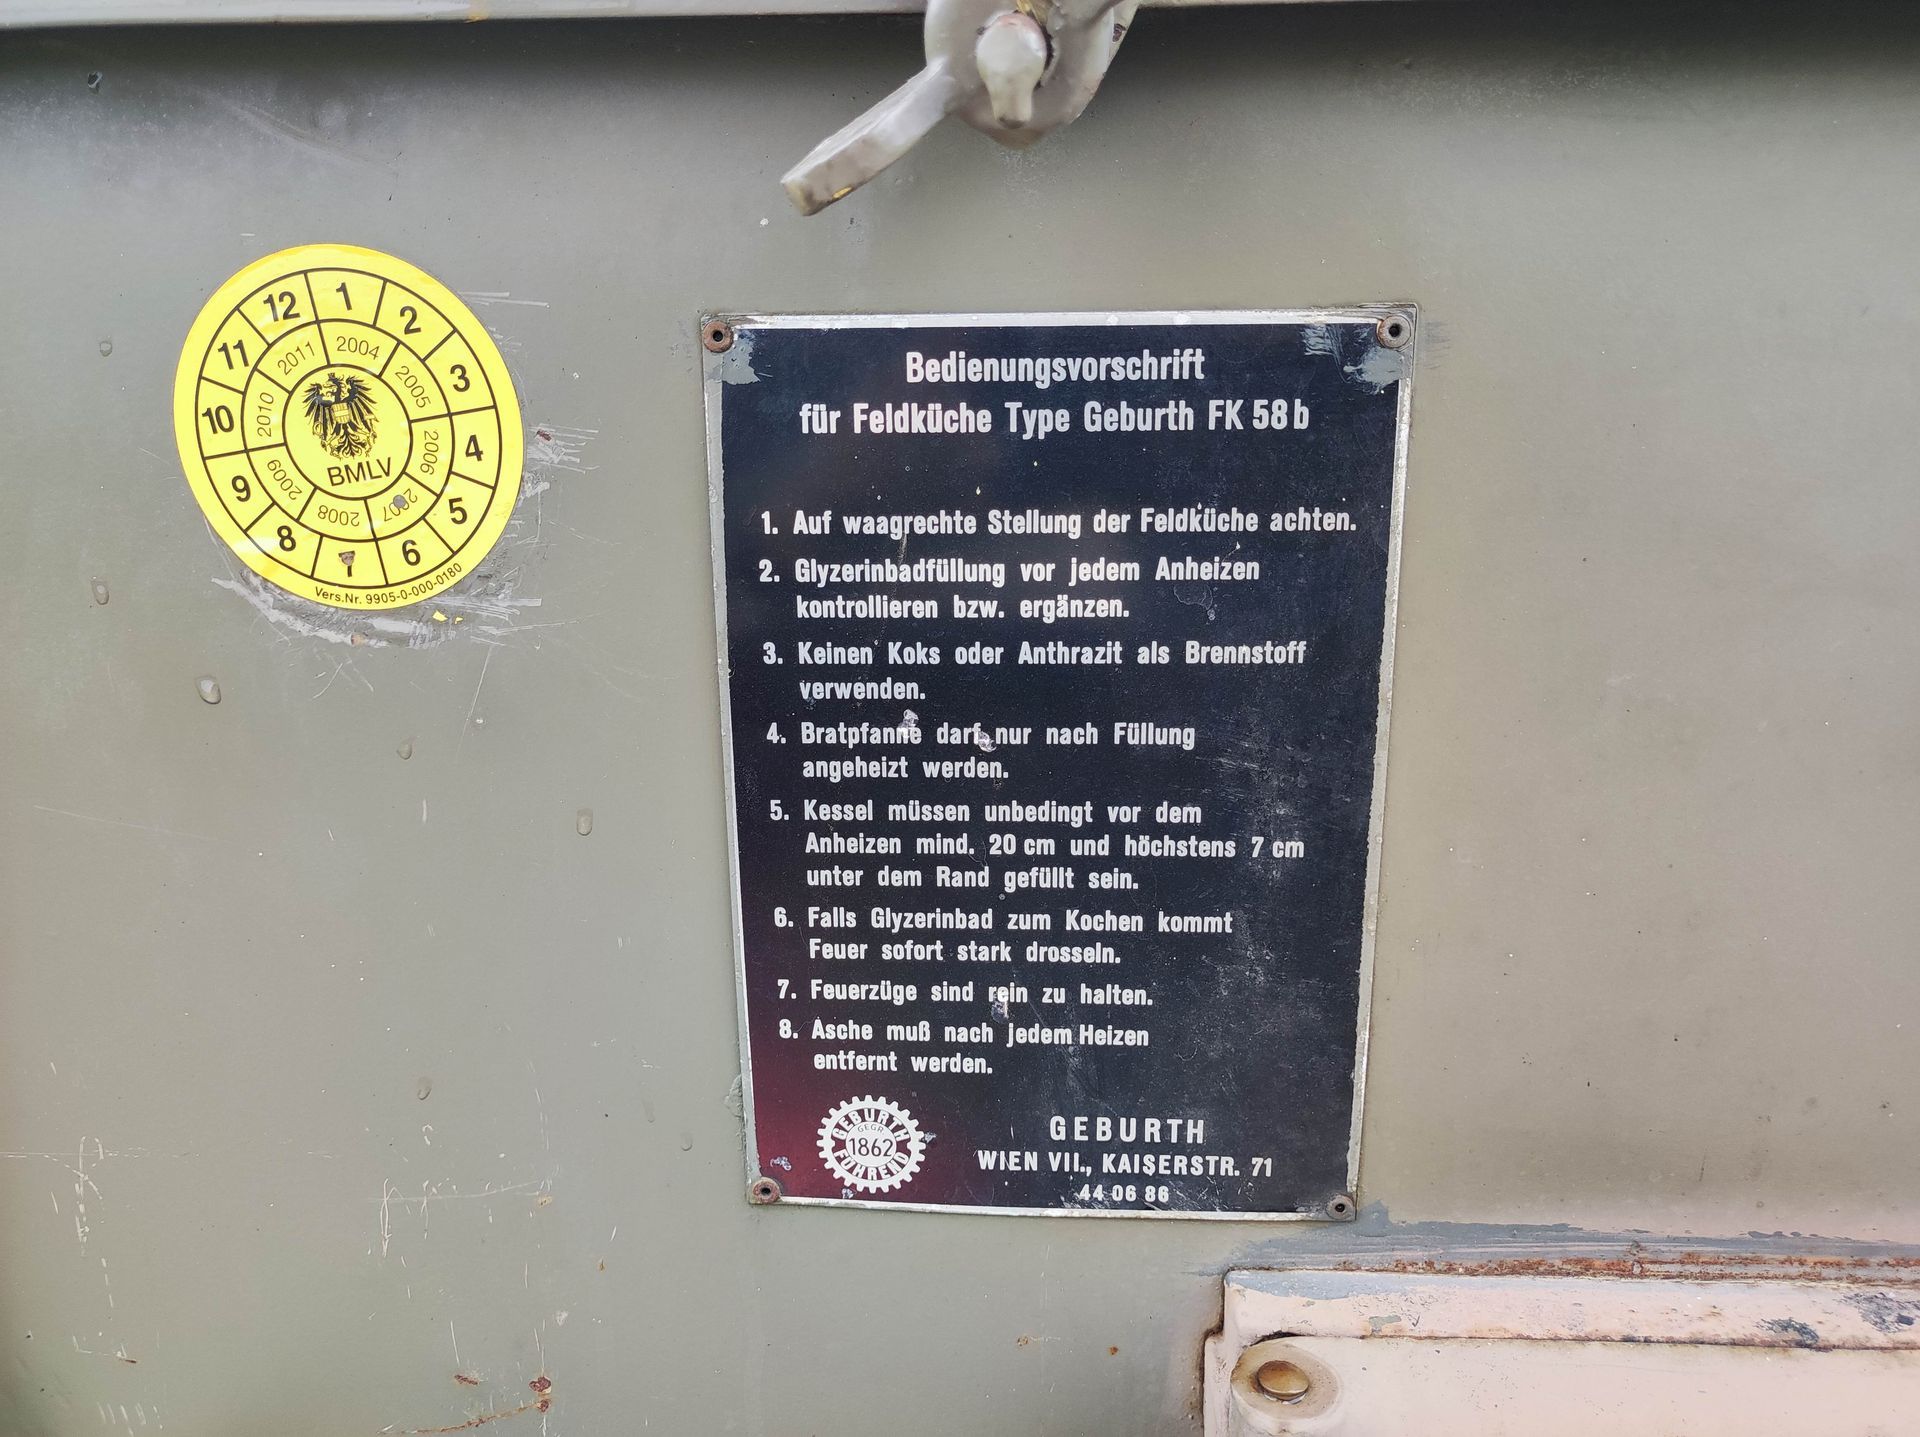 12 1 2 3 4 5 6 7 8 9 10 11
2004 2005 2006 2007 2008 2009 2010 2011
BMLV
Vers.Nr. 9905-0-000-0180
Bedienungsvorschrift
für Feldküche Type Geburth FK 58 b
1. Auf waagrechte Stellung der Feldküche achten.
2. Glyzerinbadfüllung vor jedem Anheizen
kontrollieren bzw. ergänzen.
3. Keinen Koks oder Anthrazit als Brennstoff
verwenden.
4. Bratpfanne darf nur nach Füllung
angeheizt werden.
5. Kessel müssen unbedingt vor dem
Anheizen mind. 20 cm und höchstens 7 cm
unter dem Rand gefüllt sein.
6. Falls Glyzerinbad zum Kochen kommt
Feuer sofort stark drosseln.
7. Feuerzüge sind rein zu halten.
8. Asche muß nach jedem Heizen
entfernt werden.
GEBURTH
GEGR.
1862
FÜHREND
GEBURTH
WIEN VII., KAISERSTR. 71
44 06 86